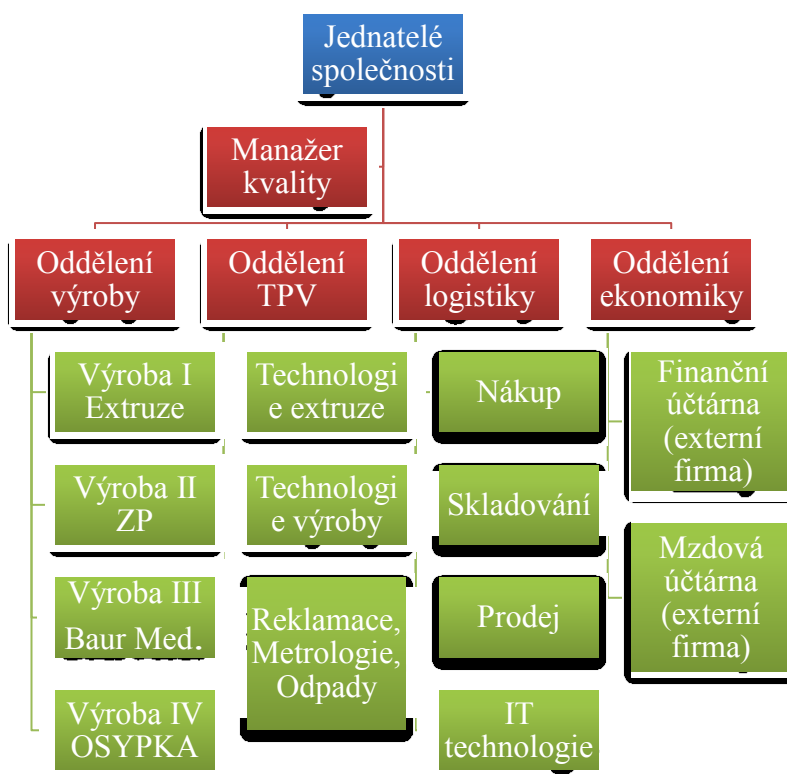 Jednatelé
společnosti
Manažer
kvality
Oddělení
výroby
Oddělení
TPV
Oddělení
logistiky
Oddělení
ekonomiky
Výroba I
Extruze
Výroba II
ZP
Výroba III
Baur Med.
Výroba IV
OSYPKA
Technologi
e extruze
Technologi
e výroby
Reklamace,
Metrologie,
Odpady
Nákup
Skladování
Prodej
IT
technologie
Finanční
účtárna
(externí
firma)
Mzdová
účtárna
(externí
firma)